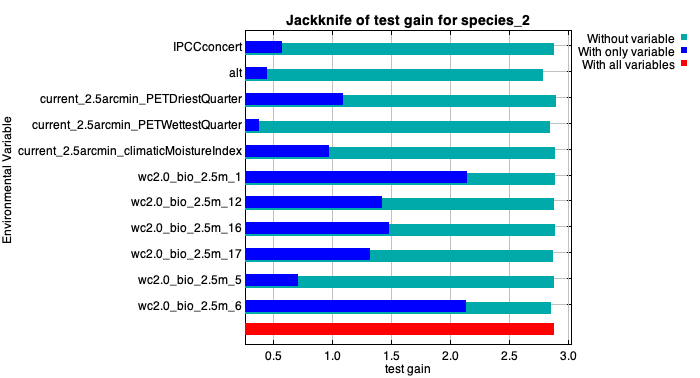 Jackknife of test gain for species_2
Without variable
With only variable
With all variables
Environmental Variable
IPCCconcert
alt
current_2.5arcmin_PETDriestQuarter
current_2.5arcmin_PETWettestQuarter
current_2.5arcmin_climaticMoistureIndex
wc2.0_bio_2.5m_1
wc2.0_bio_2.5m_12
wc2.0_bio_2.5m_16
wc2.0_bio_2.5m_17
wc2.0_bio_2.5m_5
wc2.0_bio_2.5m_6
0.5 1.0 1.5 2.0 2.5 3.0
test gain